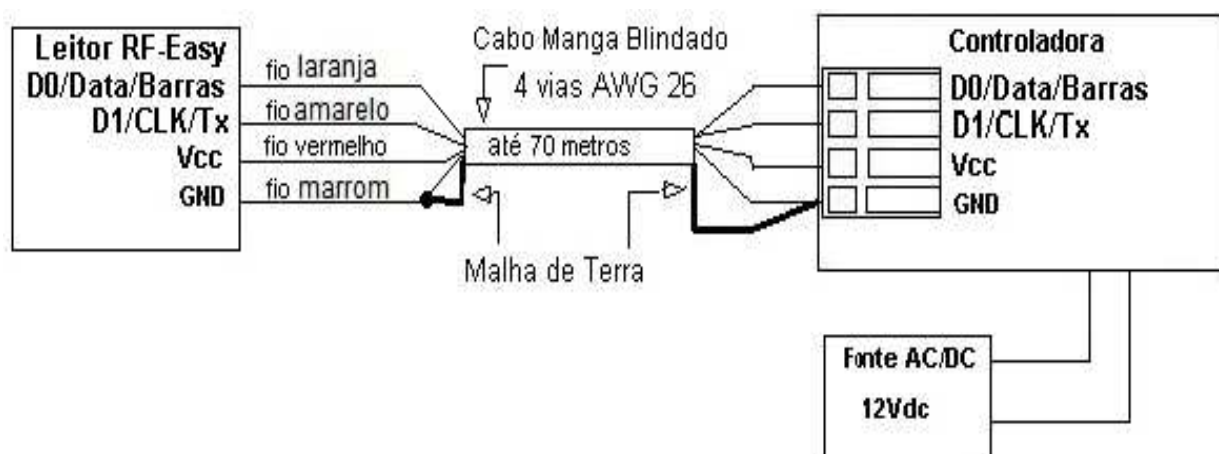 Leitor RF-Easy
D0/Data/Barras
D1/CLK/Tx
Vcc
GND
fio laranja
fio amarelo
fio vermelho
fio marrom
Cabo Manga Blindado
4 vias AWG 26
até 70 metros
Malha de Terra
Controladora
D0/Data/Barras
D1/CLK/Tx
Vcc
GND
Fonte AC/DC
12Vdc